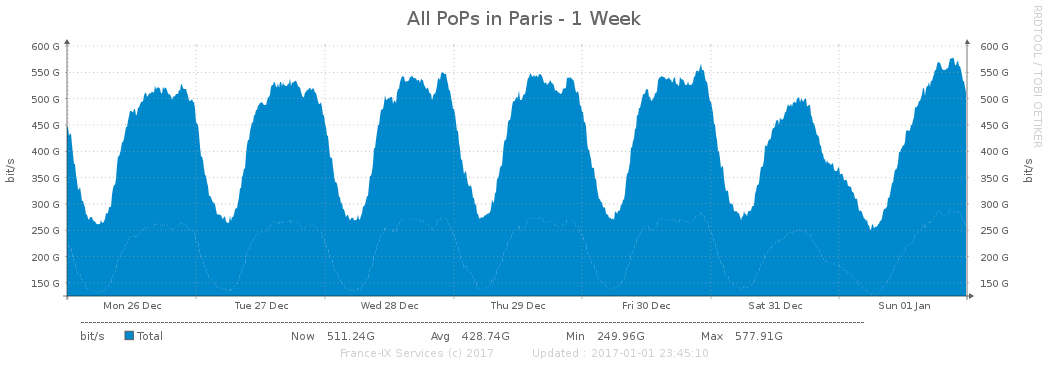 All PoPs in Paris - 1 Week
RRDTOOL / TOBI OETIKER
600 G 600 G
550 G 550 G
500 G 500 G
450 G 450 G
400 G 400 G
350 G 350 G
300 G 300 G
250 G 250 G
200 G 200 G
150 G 150 G
bit/s bit/s
Mon 26 Dec Tue 27 Dec Wed 28 Dec Thu 29 Dec Fri 30 Dec Sat 31 Dec Sun 01 Jan
bit/s Total Now 511.24G Avg 428.74G Min 249.96G Max 577.91G
France-IX Services (c) 2017 Updated : 2017-01-01 23:45:10